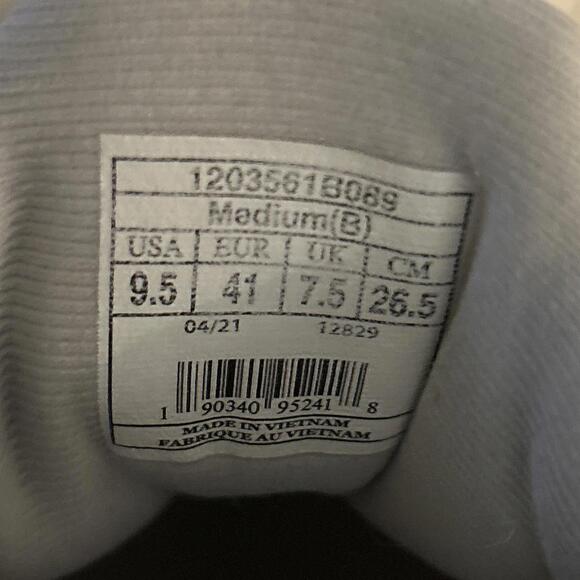 1203561B069
Medium(B)
USA EUR UK CM
9.5 41 7.5 26.5
04/21 12829
1 90340 95241 8
MADE IN VIETNAM
FABRIQUE AU VIETNAM